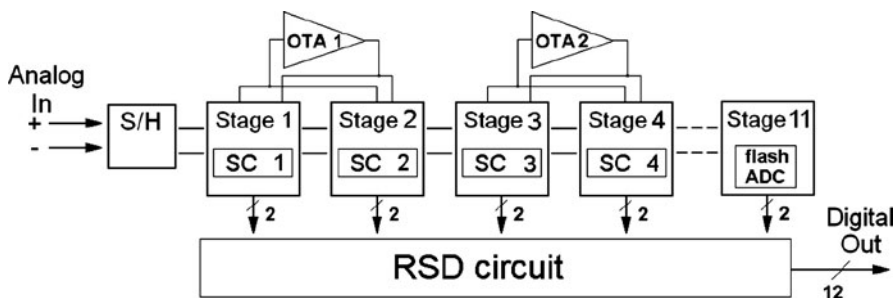 OTA 1
OTA 2
Analog
In
+
-
S/H
Stage 1
Stage 2
Stage 3
Stage 4
Stage 11
SC 1
SC 2
SC 3
SC 4
flash
ADC
2
2
2
2
2
Digital
Out
RSD circuit
12